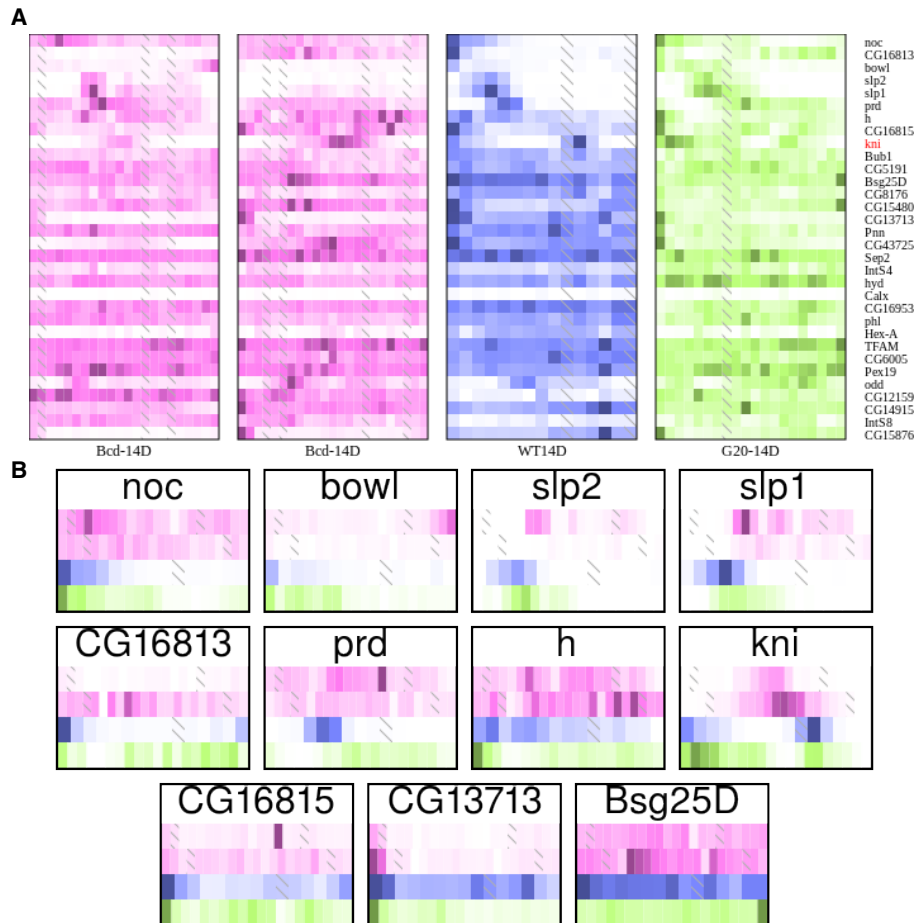 A
noc
CG16813
bowl
slp2
slp1
prd
h
CG16815
kni
Bub1
CG5191
Bsg25D
CG8176
CG15480
CG13713
Pnn
CG43725
Sep2
IntS4
hyd
Calx
CG16953
phl
Hex-A
TFAM
CG6005
Pex19
odd
CG12159
CG14915
IntS8
CG15876
Bcd-14D Bcd-14D WT14D G20-14D
B
noc bowl slp2 slp1
CG16813 prd h kni
CG16815 CG13713 Bsg25D